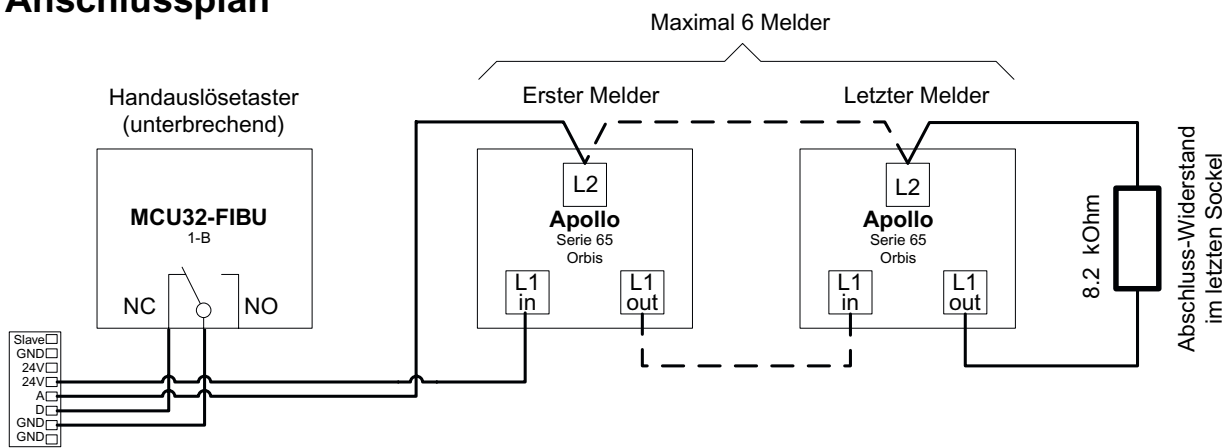 Anschlussplan
Maximal 6 Melder
Handauslösetaster
(unterbrechend)
Erster Melder
Letzter Melder
MCU32-FIBU
1-B
NC
NO
L2
Apollo
Serie 65
Orbis
L1
in
L1
out
L2
Apollo
Serie 65
Orbis
L1
in
L1
out
8.2 kOhm
Abschluss-Widerstand
im letzten Sockel
Slave
GND
24V
24V
A
D
GND
GND